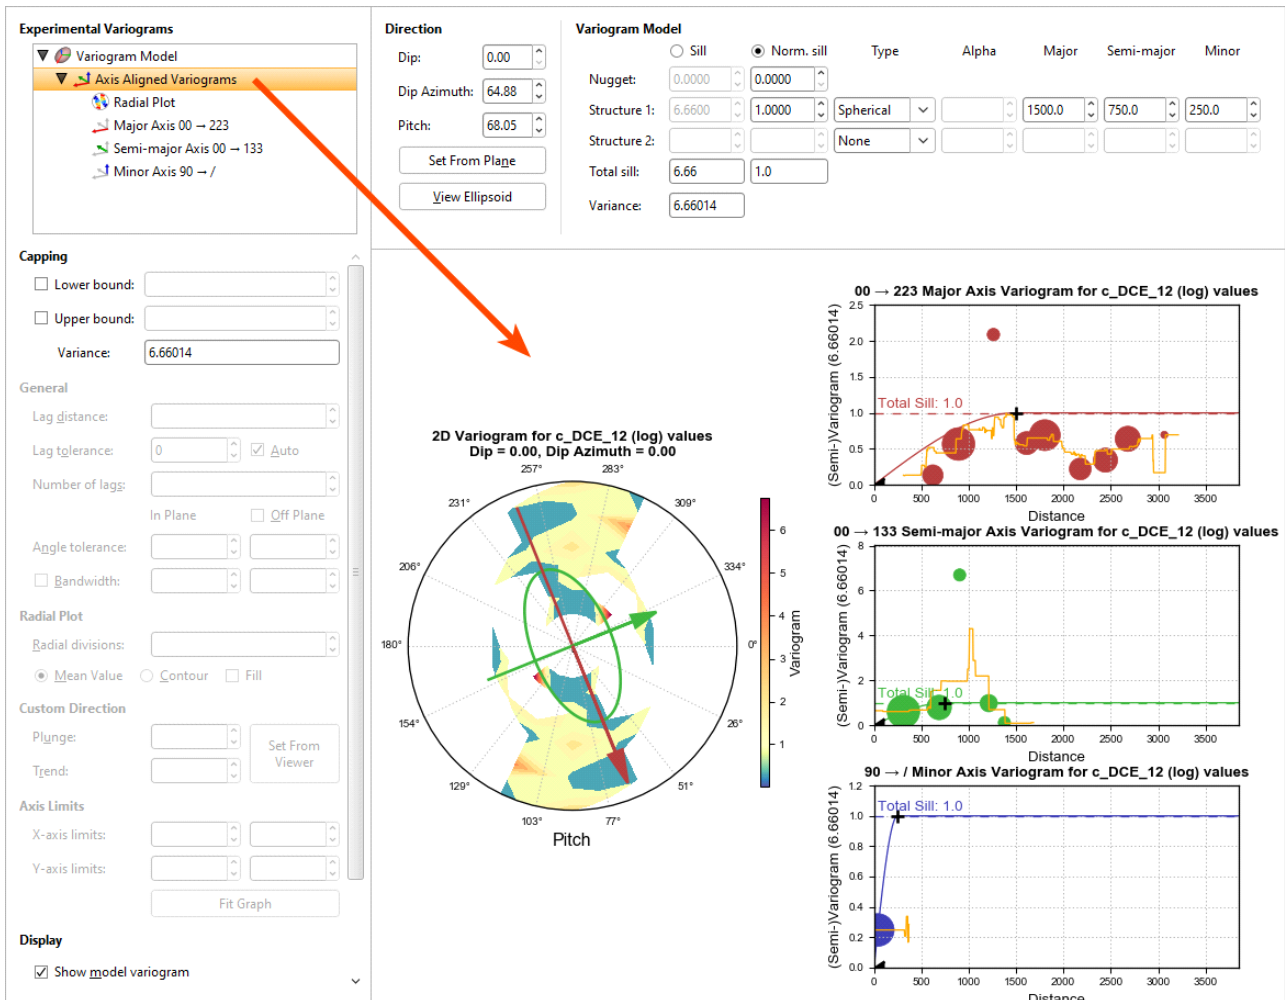 Experimental Variograms
Variogram Model
Axis Aligned Variograms
Radial Plot
Major Axis 00 → 223
Semi-major Axis 00 → 133
Minor Axis 90 → /
Direction
Dip: 0.00
Dip Azimuth: 64.88
Pitch: 68.05
Set From Plane
View Ellipsoid
Variogram Model
Sill Norm. sill Type Alpha Major Semi-major Minor
Nugget: 0.0000 0.0000
Structure 1: 6.6600 1.0000 Spherical 1500.0 750.0 250.0
Structure 2: None
Total sill: 6.66 1.0
Variance: 6.66014
Capping
Lower bound:
Upper bound:
Variance: 6.66014
General
Lag distance:
Lag tolerance: 0 Auto
Number of lags:
In Plane Off Plane
Angle tolerance:
Bandwidth:
Radial Plot
Radial divisions:
Mean Value Contour Fill
Custom Direction
Plunge:
Trend:
Set From
Viewer
Axis Limits
X-axis limits:
Y-axis limits:
Fit Graph
Display
Show model variogram
2D Variogram for c_DCE_12 (log) values
Dip = 0.00, Dip Azimuth = 0.00
257° 283°
231° 309°
206° 334°
180° 0°
154° 26°
129° 51°
103° 77°
Pitch
6
5
4
3
2
1
Variogram
00 → 223 Major Axis Variogram for c_DCE_12 (log) values
(Semi-)Variogram (6.66014)
2.5
2.0
1.5
1.0
0.5
0.0
Total Sill: 1.0
0 500 1000 1500 2000 2500 3000 3500
Distance
00 → 133 Semi-major Axis Variogram for c_DCE_12 (log) values
(Semi-)Variogram (6.66014)
8
6
4
2
0
Total Sill: 1.0
0 500 1000 1500 2000 2500 3000 3500
Distance
90 → / Minor Axis Variogram for c_DCE_12 (log) values
(Semi-)Variogram (6.66014)
1.2
1.0
0.8
0.6
0.4
0.2
0.0
Total Sill: 1.0
0 500 1000 1500 2000 2500 3000 3500
Distance